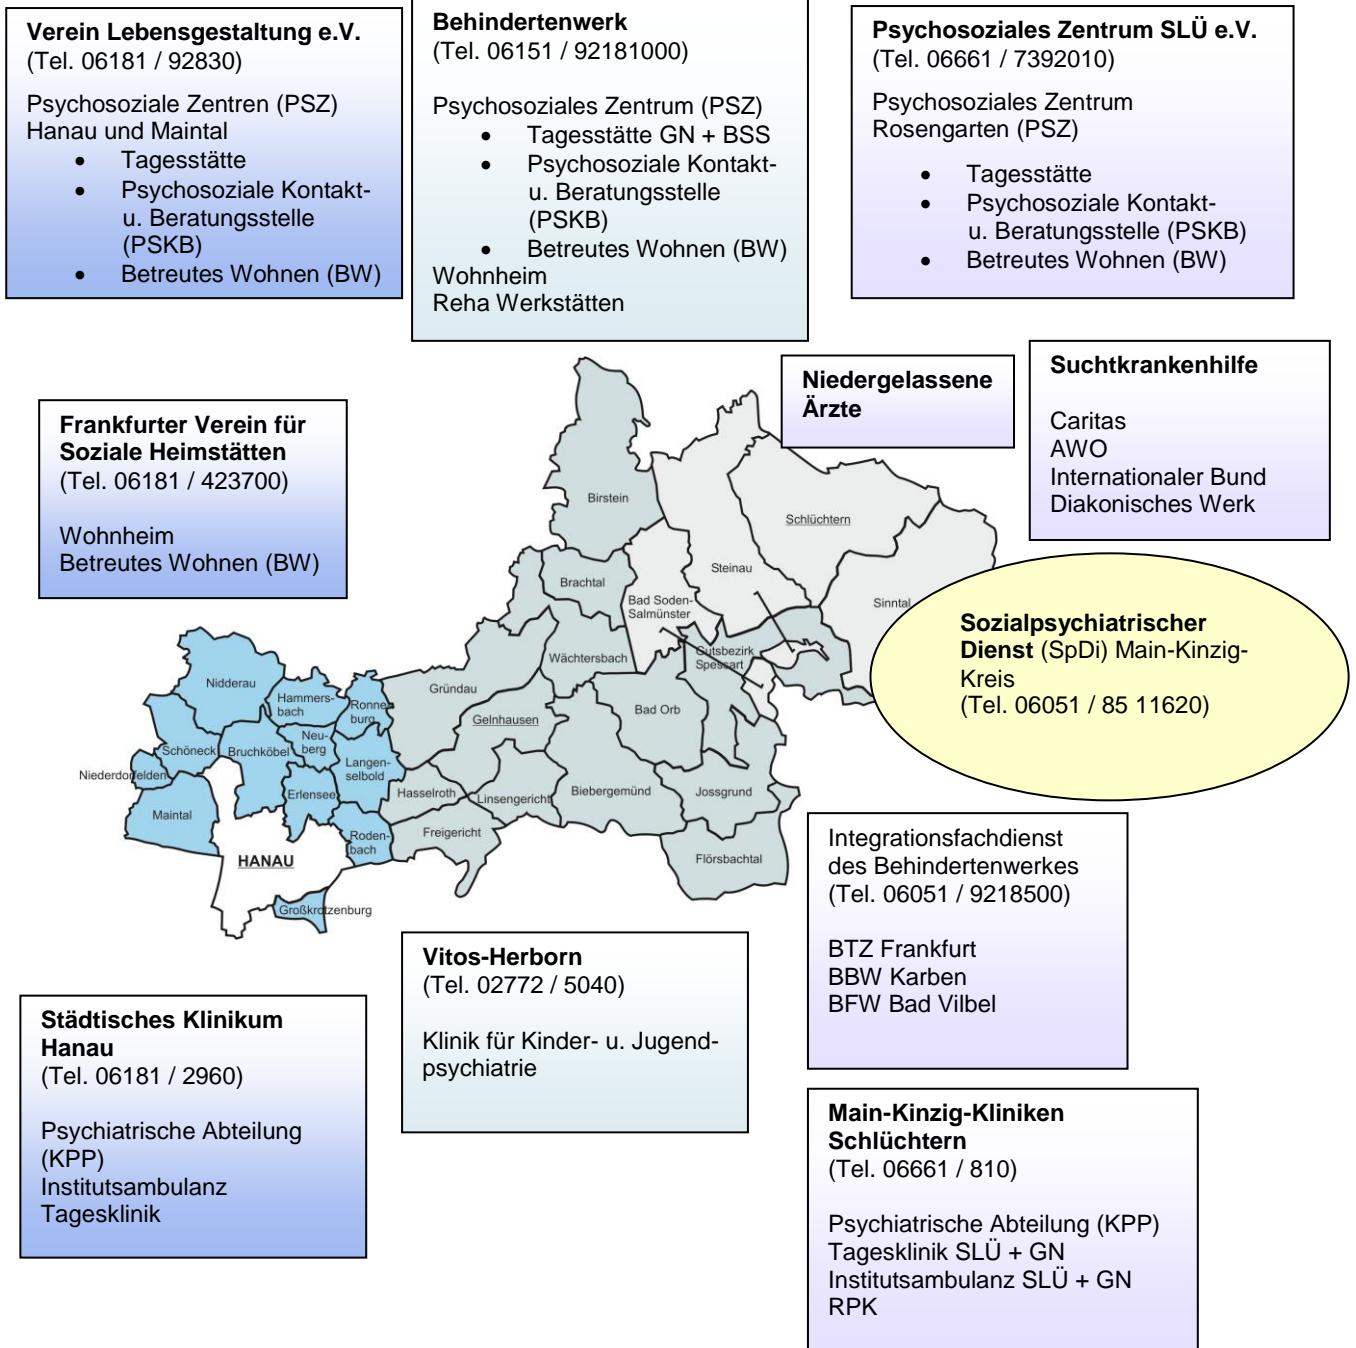 Verein Lebensgestaltung e.V.
(Tel. 06181 / 92830)
Psychosoziale Zentren (PSZ)
Hanau und Maintal
• Tagesstätte
• Psychosoziale Kontakt-
u. Beratungsstelle
(PSKB)
• Betreutes Wohnen (BW)
Behindertenwerk
(Tel. 06151 / 92181000)
Psychosoziales Zentrum (PSZ)
• Tagesstätte GN + BSS
• Psychosoziale Kontakt-
u. Beratungsstelle
(PSKB)
• Betreutes Wohnen (BW)
Wohnheim
Reha Werkstätten
Psychosoziales Zentrum SLÜ e.V.
(Tel. 06661 / 7392010)
Psychosoziales Zentrum
Rosengarten (PSZ)
• Tagesstätte
• Psychosoziale Kontakt-
u. Beratungsstelle (PSKB)
• Betreutes Wohnen (BW)
Frankfurter Verein für
Soziale Heimstätten
(Tel. 06181 / 423700)
Wohnheim
Betreutes Wohnen (BW)
Niedergelassene
Ärzte
Suchtkrankenhilfe
Caritas
AWO
Internationaler Bund
Diakonisches Werk
Birstein
Schlüchtern
Steinau
Brachtal
Bad Soden-
Salmünster
Sinntal
Wächtersbach
Gutsbezirk
Spessart
Nidderau
Hammers-
bach
Ronne
burg
Gründau
Gelnhausen
Bad Orb
Schöneck
Bruchköbel
Neu-
berg
Langen-
selbold
Niederdorfelden
Erlensee
Hasselroth
Linsengericht
Biebergemünd
Jossgrund
Maintal
Roden-
bach
Freigericht
Flörsbachtal
HANAU
Großkrotzenburg
Sozialpsychiatrischer
Dienst (SpDi) Main-Kinzig-
Kreis
(Tel. 06051 / 85 11620)
Integrationsfachdienst
des Behindertenwerkes
(Tel. 06051 / 9218500)
BTZ Frankfurt
BBW Karben
BFW Bad Vilbel
Vitos-Herborn
(Tel. 02772 / 5040)
Klinik für Kinder- u. Jugend-
psychiatrie
Städtisches Klinikum
Hanau
(Tel. 06181 / 2960)
Psychiatrische Abteilung
(KPP)
Institutsambulanz
Tagesklinik
Main-Kinzig-Kliniken
Schlüchtern
(Tel. 06661 / 810)
Psychiatrische Abteilung (KPP)
Tagesklinik SLÜ + GN
Institutsambulanz SLÜ + GN
RPK